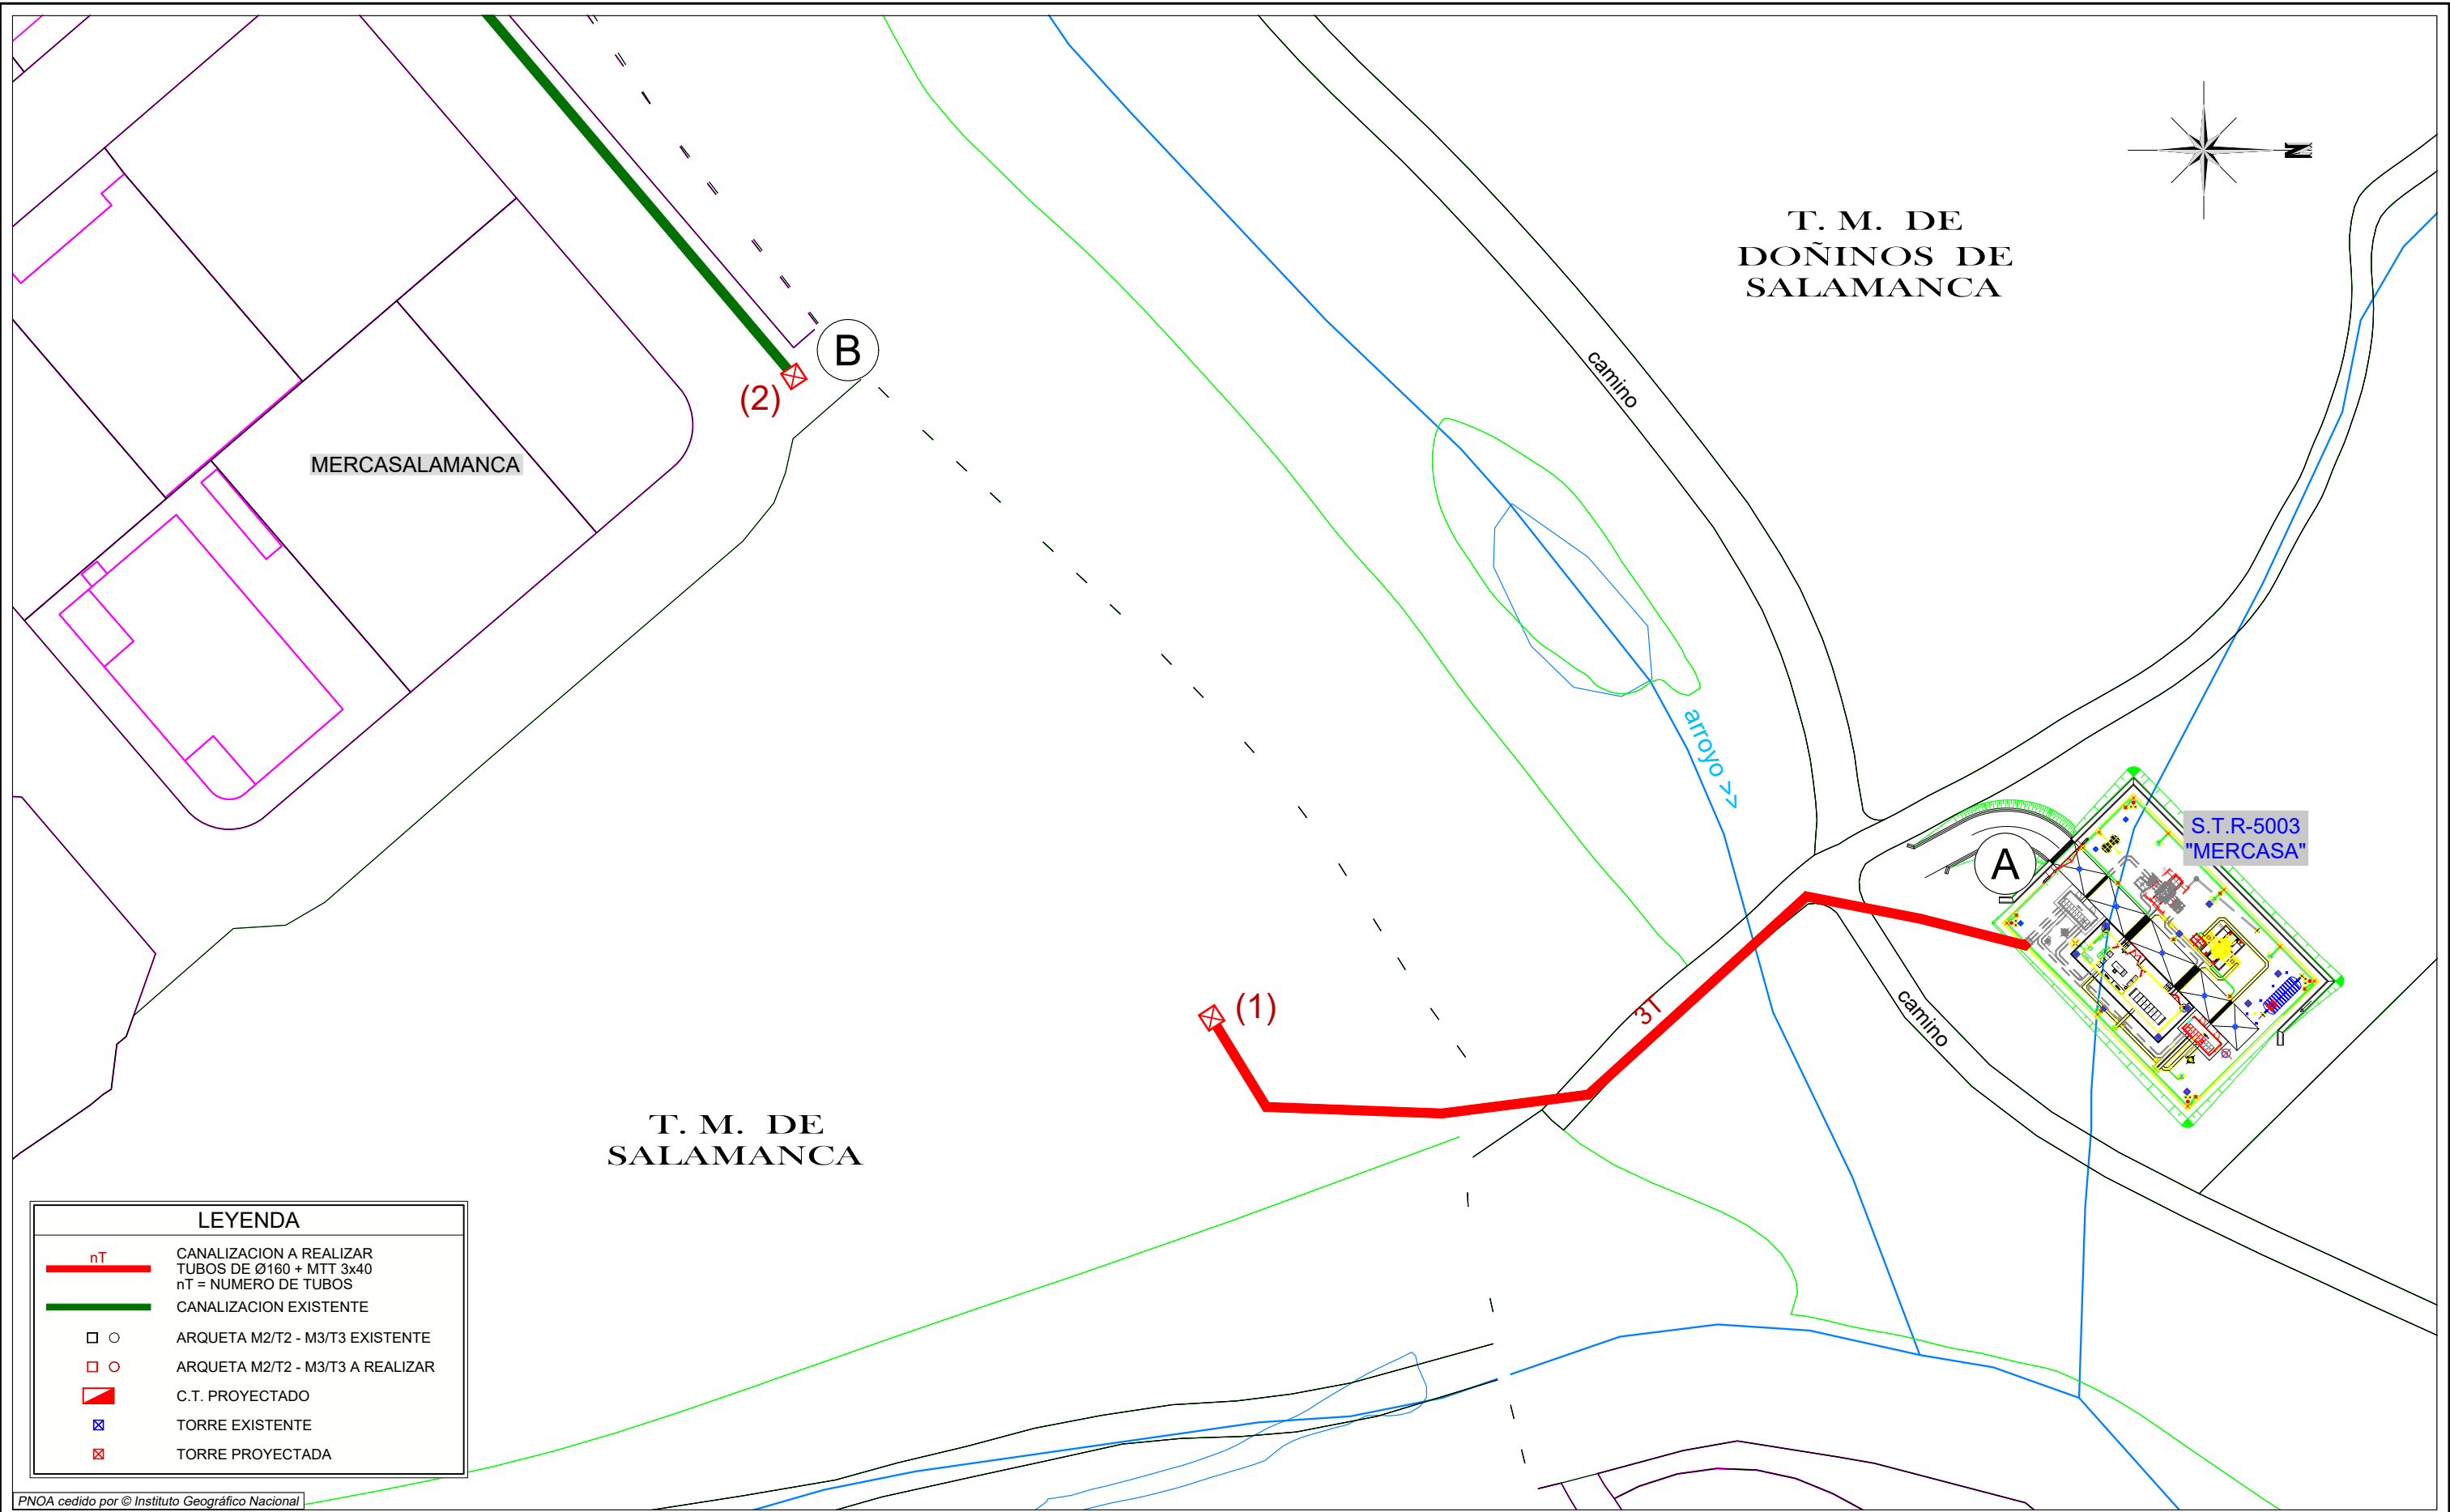 N
T. M. DE
DOÑINOS DE
SALAMANCA
camino
B
(2)
MERCASALAMANCA
arroyo >>
S.T.R-5003
"MERCASA"
A
(1)
3T
camino
T. M. DE
SALAMANCA
LEYENDA
nT
CANALIZACION A REALIZAR
TUBOS DE Ø160 + MTT 3x40
nT = NUMERO DE TUBOS
CANALIZACION EXISTENTE
ARQUETA M2/T2 - M3/T3 EXISTENTE
ARQUETA M2/T2 - M3/T3 A REALIZAR
C.T. PROYECTADO
TORRE EXISTENTE
TORRE PROYECTADA
PNOA cedido por © Instituto Geográfico Nacional